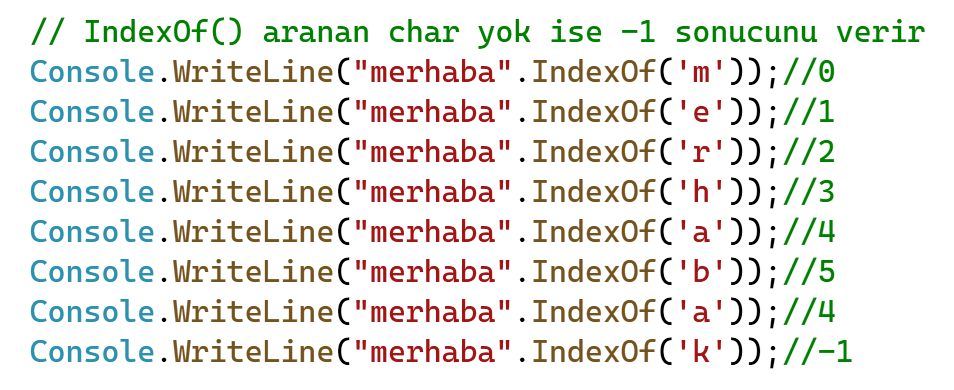 // IndexOf() aranan char yok ise -1 sonucunu verir
Console.WriteLine("merhaba".IndexOf('m'));//0
Console.WriteLine("merhaba".IndexOf('e'));//1
Console.WriteLine("merhaba".IndexOf('r'));//2
Console.WriteLine("merhaba".IndexOf('h'));//3
Console.WriteLine("merhaba".IndexOf('a'));//4
Console.WriteLine("merhaba".IndexOf('b'));//5
Console.WriteLine("merhaba".IndexOf('a'));//4
Console.WriteLine("merhaba".IndexOf('k'));//-1